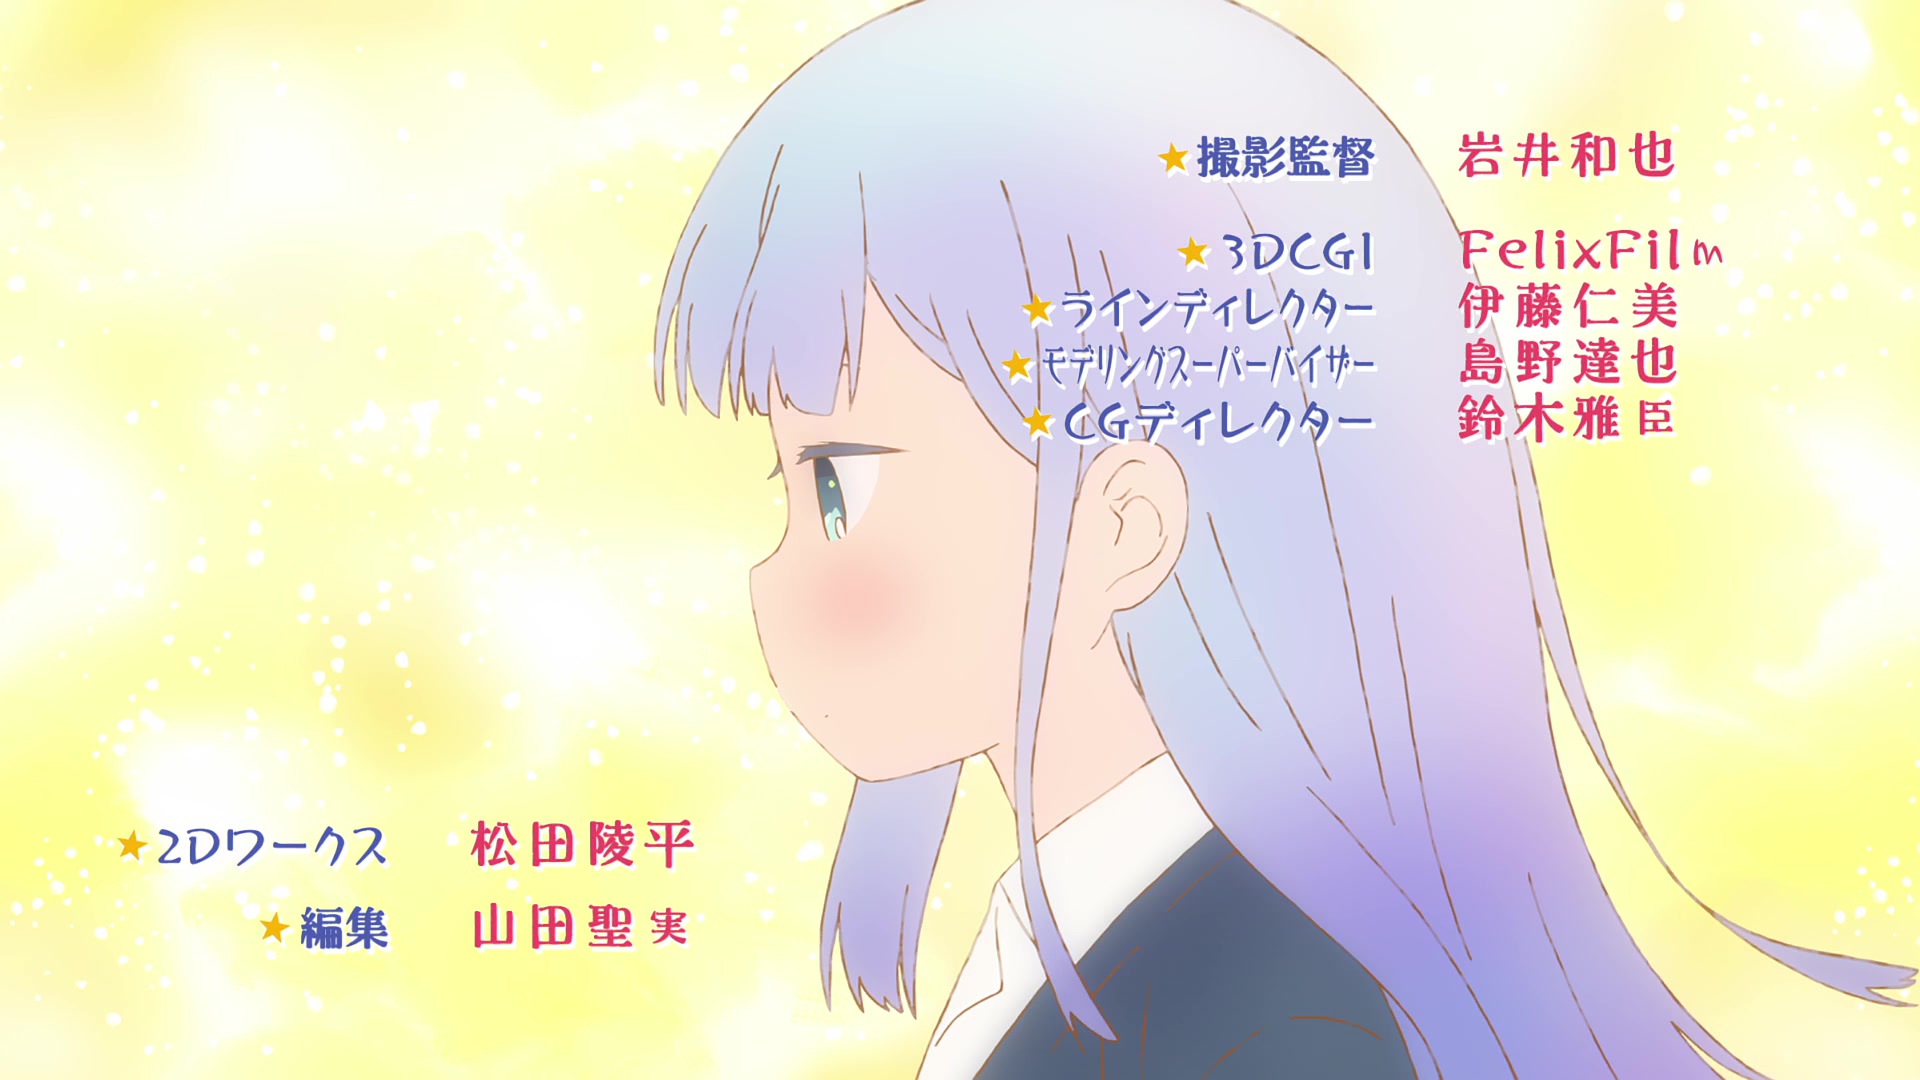 ★撮影監督 岩井和也
★3DCGI FelixFilm
★ラインディレクター 伊藤仁美
★モデリングスーパーバイザー 島野達也
★CGディレクター 鈴木雅臣
★2Dワークス 松田陵平
★編集 山田聖実